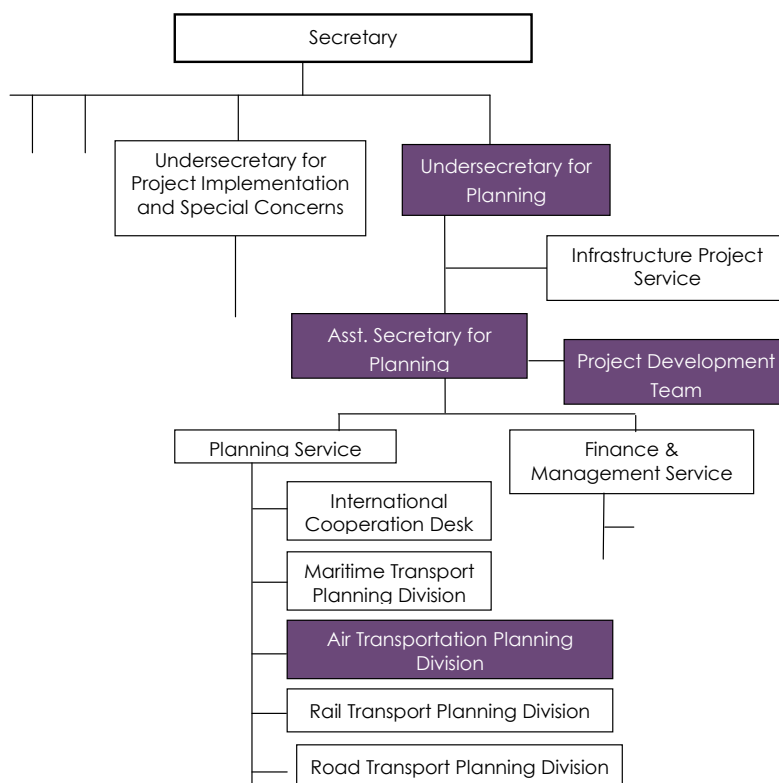 Secretary
Undersecretary for
Project Implementation
and Special Concerns
Undersecretary for
Planning
Infrastructure Project
Service
Asst. Secretary for
Planning
Project Development
Team
Planning Service
Finance &
Management Service
International
Cooperation Desk
Maritime Transport
Planning Division
Air Transportation Planning
Division
Rail Transport Planning Division
Road Transport Planning Division